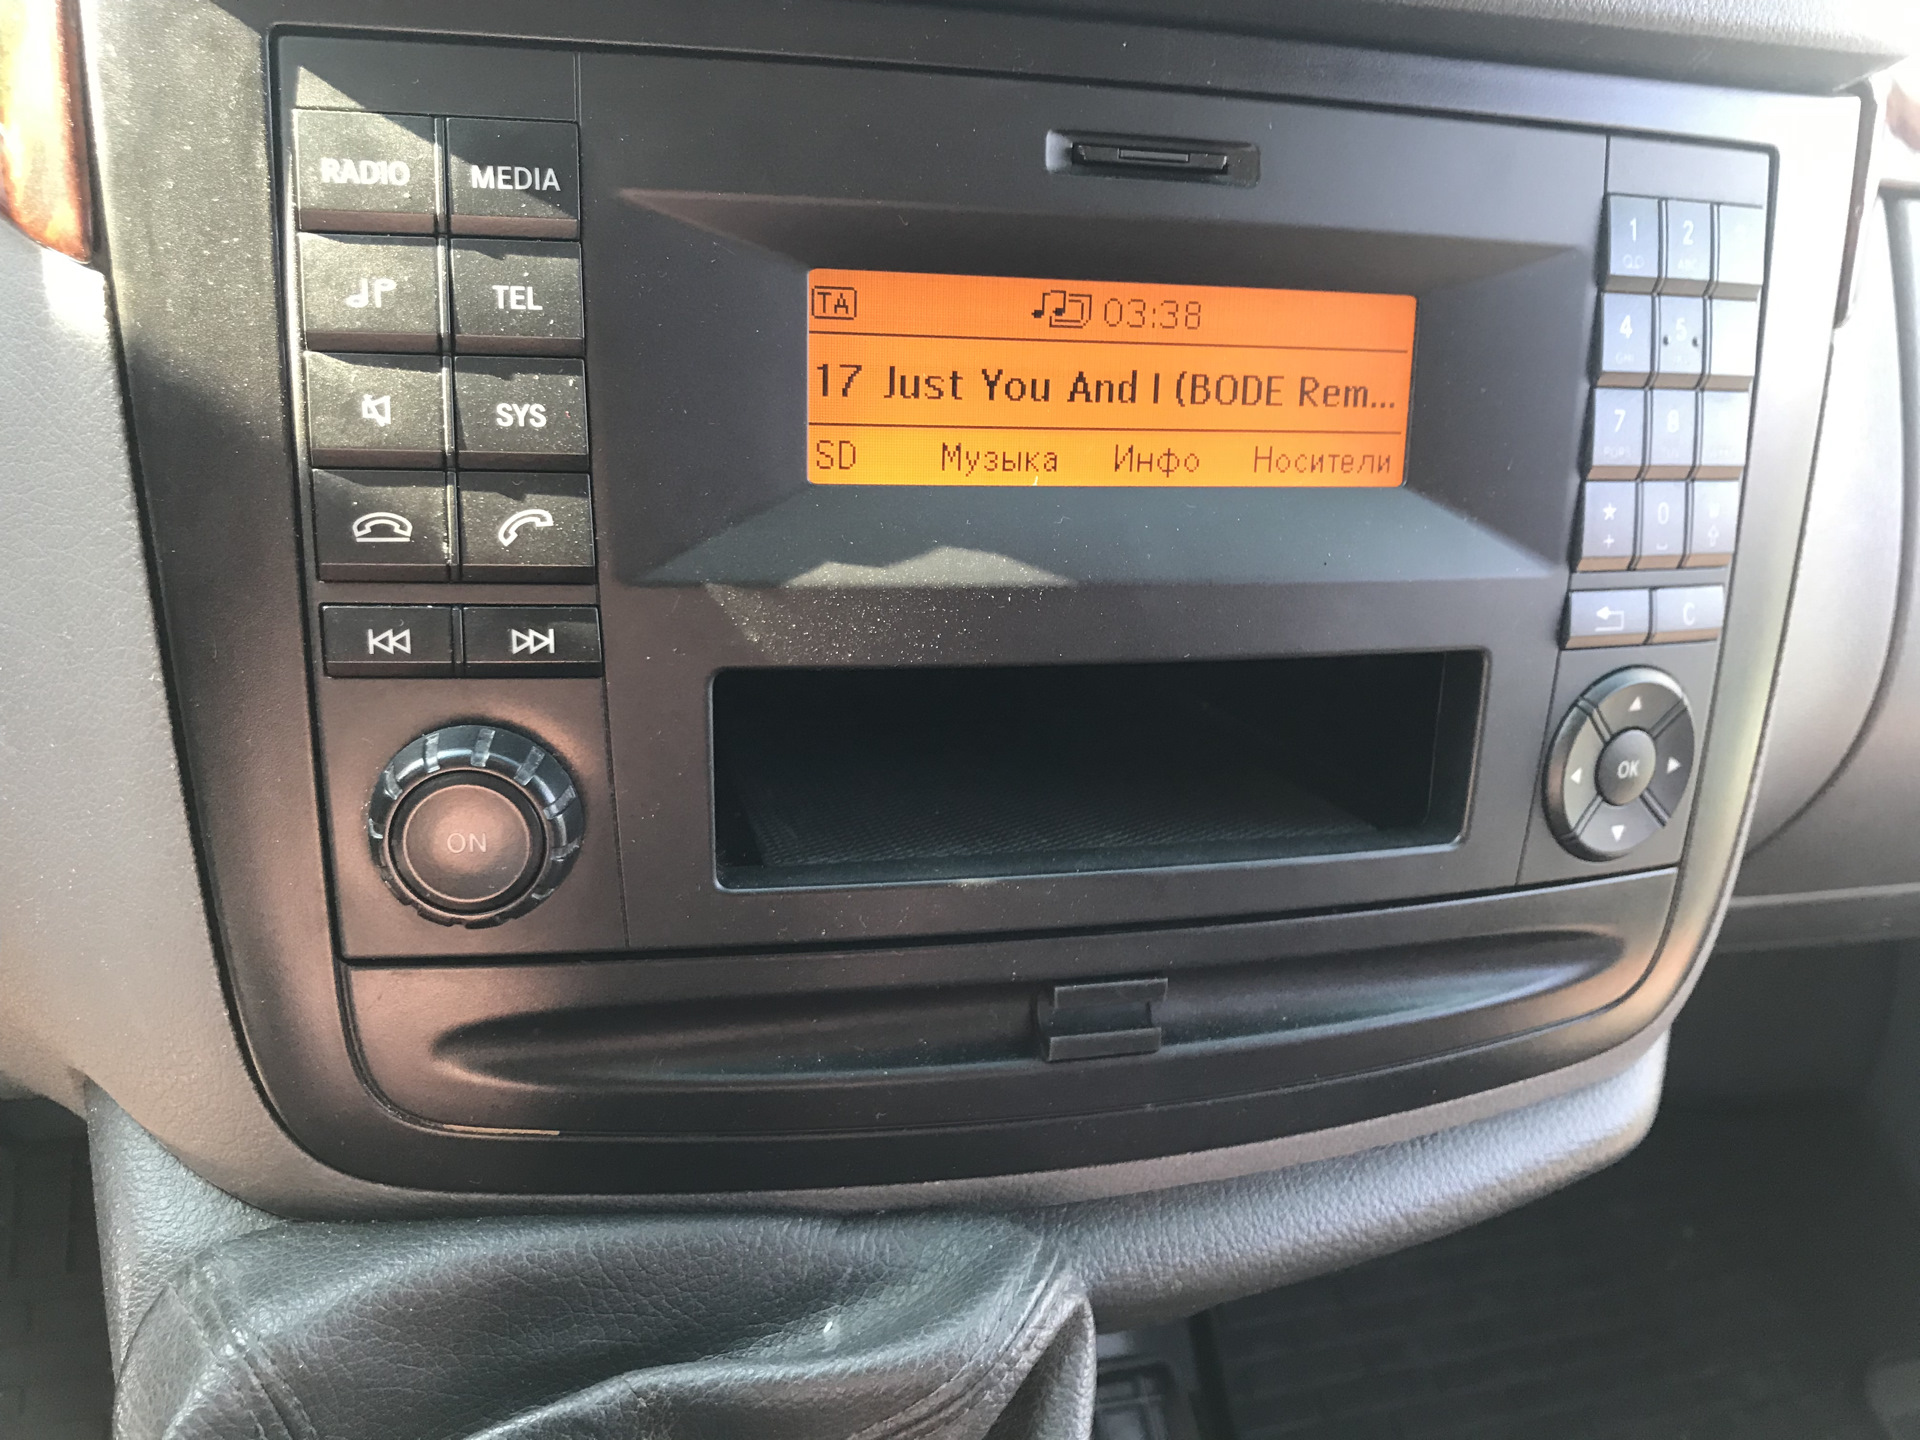 RADIO MEDIA
TEL
SYS
ON
TA 03:38
17 Just You And I (BODE Rem...
SD Музыка Инфо Носители
1 2
ABC
4 5
7 8
* 0
+
C
OK